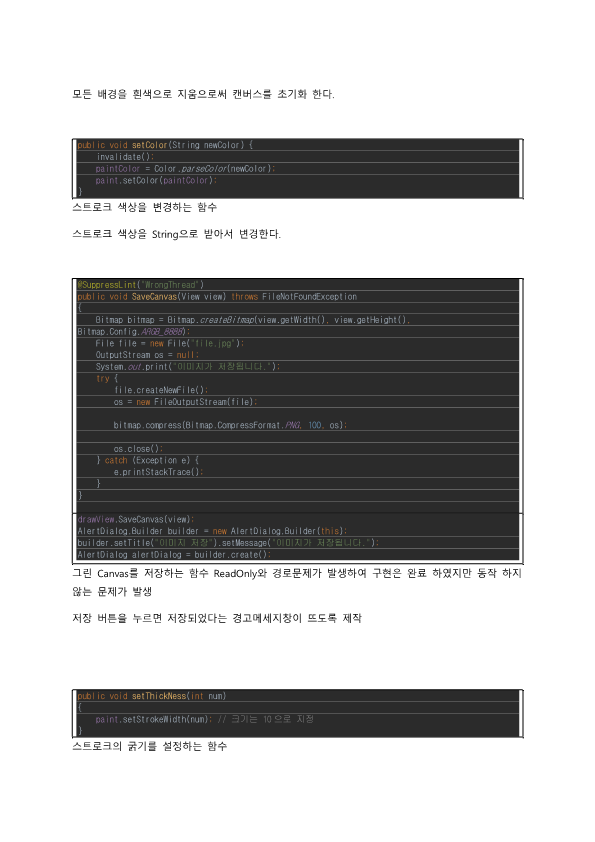 모든 배경을 흰색으로 지움으로써 캔버스를 초기화 한다.
public void setColor(String newColor) {
    invalidate();
    paintColor = Color.parseColor(newColor);
    paint.setColor(paintColor);
}
스트로크 색상을 변경하는 함수
스트로크 색상을 String으로 받아서 변경한다.
@SuppressLint("WrongThread")
public void SaveCanvas(View view) throws FileNotFoundException
{
    Bitmap bitmap = Bitmap.createBitmap(view.getWidth(), view.getHeight(),
Bitmap.Config.ARGB_8888);
    File file = new File("file.jpg");
    OutputStream os = null;
    System.out.print("이미지가 저장됩니다.");
    try {
        file.createNewFile();
        os = new FileOutputStream(file);
        bitmap.compress(Bitmap.CompressFormat.PNG, 100, os);
        os.close();
    } catch (Exception e) {
        e.printStackTrace();
    }
}
drawView.SaveCanvas(view);
AlertDialog.Builder builder = new AlertDialog.Builder(this);
builder.setTitle("이미지 저장").setMessage("이미지가 저장됩니다.");
AlertDialog alertDialog = builder.create();
그린 Canvas를 저장하는 함수 ReadOnly와 경로문제가 발생하여 구현은 완료 하였지만 동작 하지
않는 문제가 발생
저장 버튼을 누르면 저장되었다는 경고메세지창이 뜨도록 제작
public void setThickNess(int num)
{
    paint.setStrokeWidth(num); // 크기는 10으로 지정
}
스트로크의 굵기를 설정하는 함수